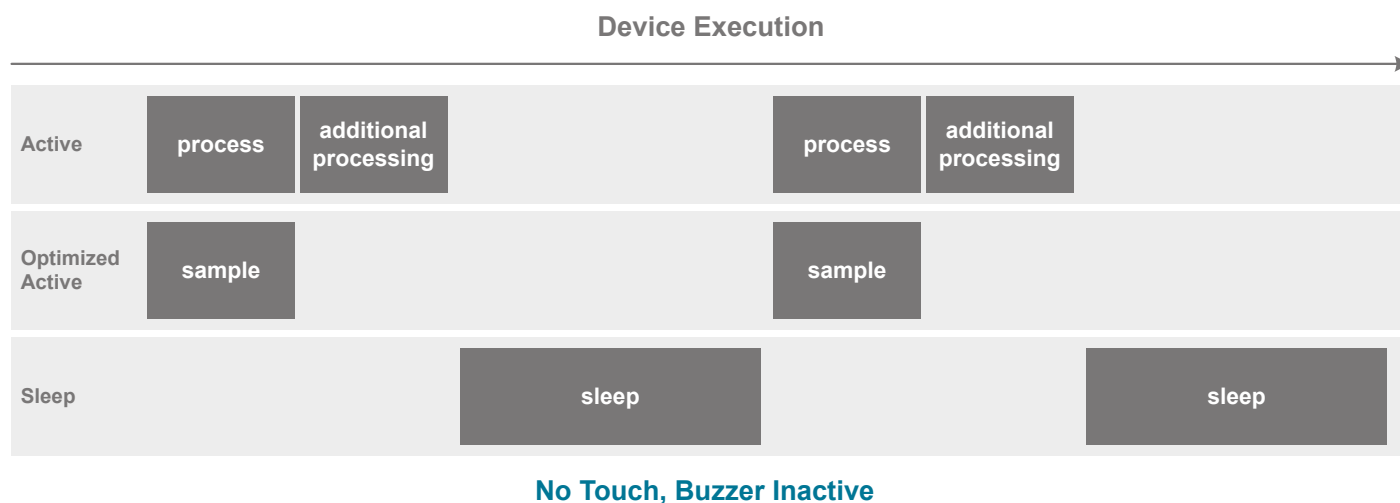 Device Execution
Active
process
additional
processing
process
additional
processing
Optimized
Active
sample
sample
Sleep
sleep
sleep
No Touch, Buzzer Inactive